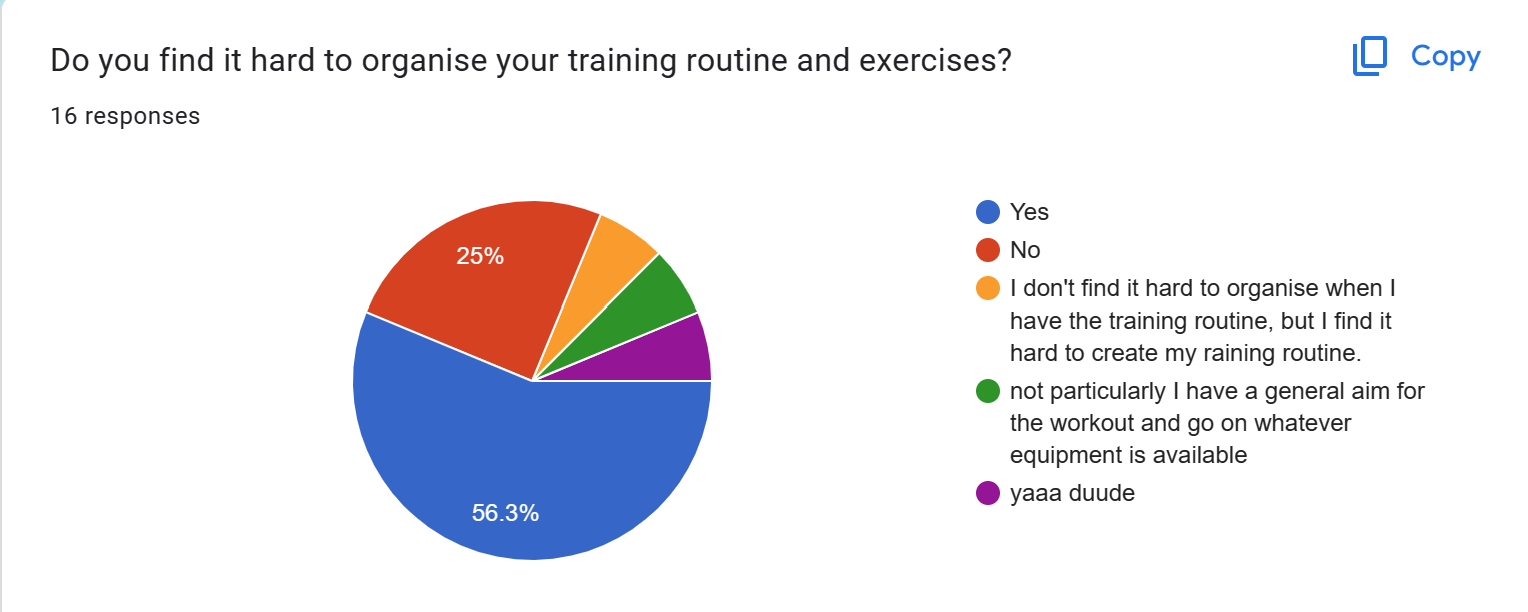 Do you find it hard to organise your training routine and exercises?
Copy
16 responses
25%
56.3%
Yes
No
I don't find it hard to organise when I
have the training routine, but I find it
hard to create my raining routine.
not particularly I have a general aim for
the workout and go on whatever
equipment is available
yaaa duude